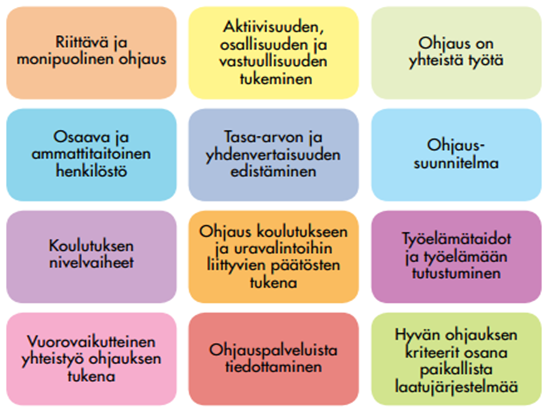 Riittävä ja
monipuolinen ohjaus
Aktiivisuuden,
osallisuuden ja
vastuullisuuden
tukeminen
Ohjaus on
yhteistä työtä
Osaava ja
ammattitaitoinen
henkilöstö
Tasa-arvon ja
yhdenvertaisuuden
edistäminen
Ohjaus-
suunnitelma
Koulutuksen
nivelvaiheet
Ohjaus koulutukseen
ja uravalintoihin
liittyvien päätösten
tukena
Työelämätaidot
ja työelämään
tutustuminen
Vuorovaikutteinen
yhteistyö ohjauksen
tukena
Ohjauspalveluista
tiedottaminen
Hyvän ohjauksen
kriteerit osana
paikallista
laatujärjestelmää